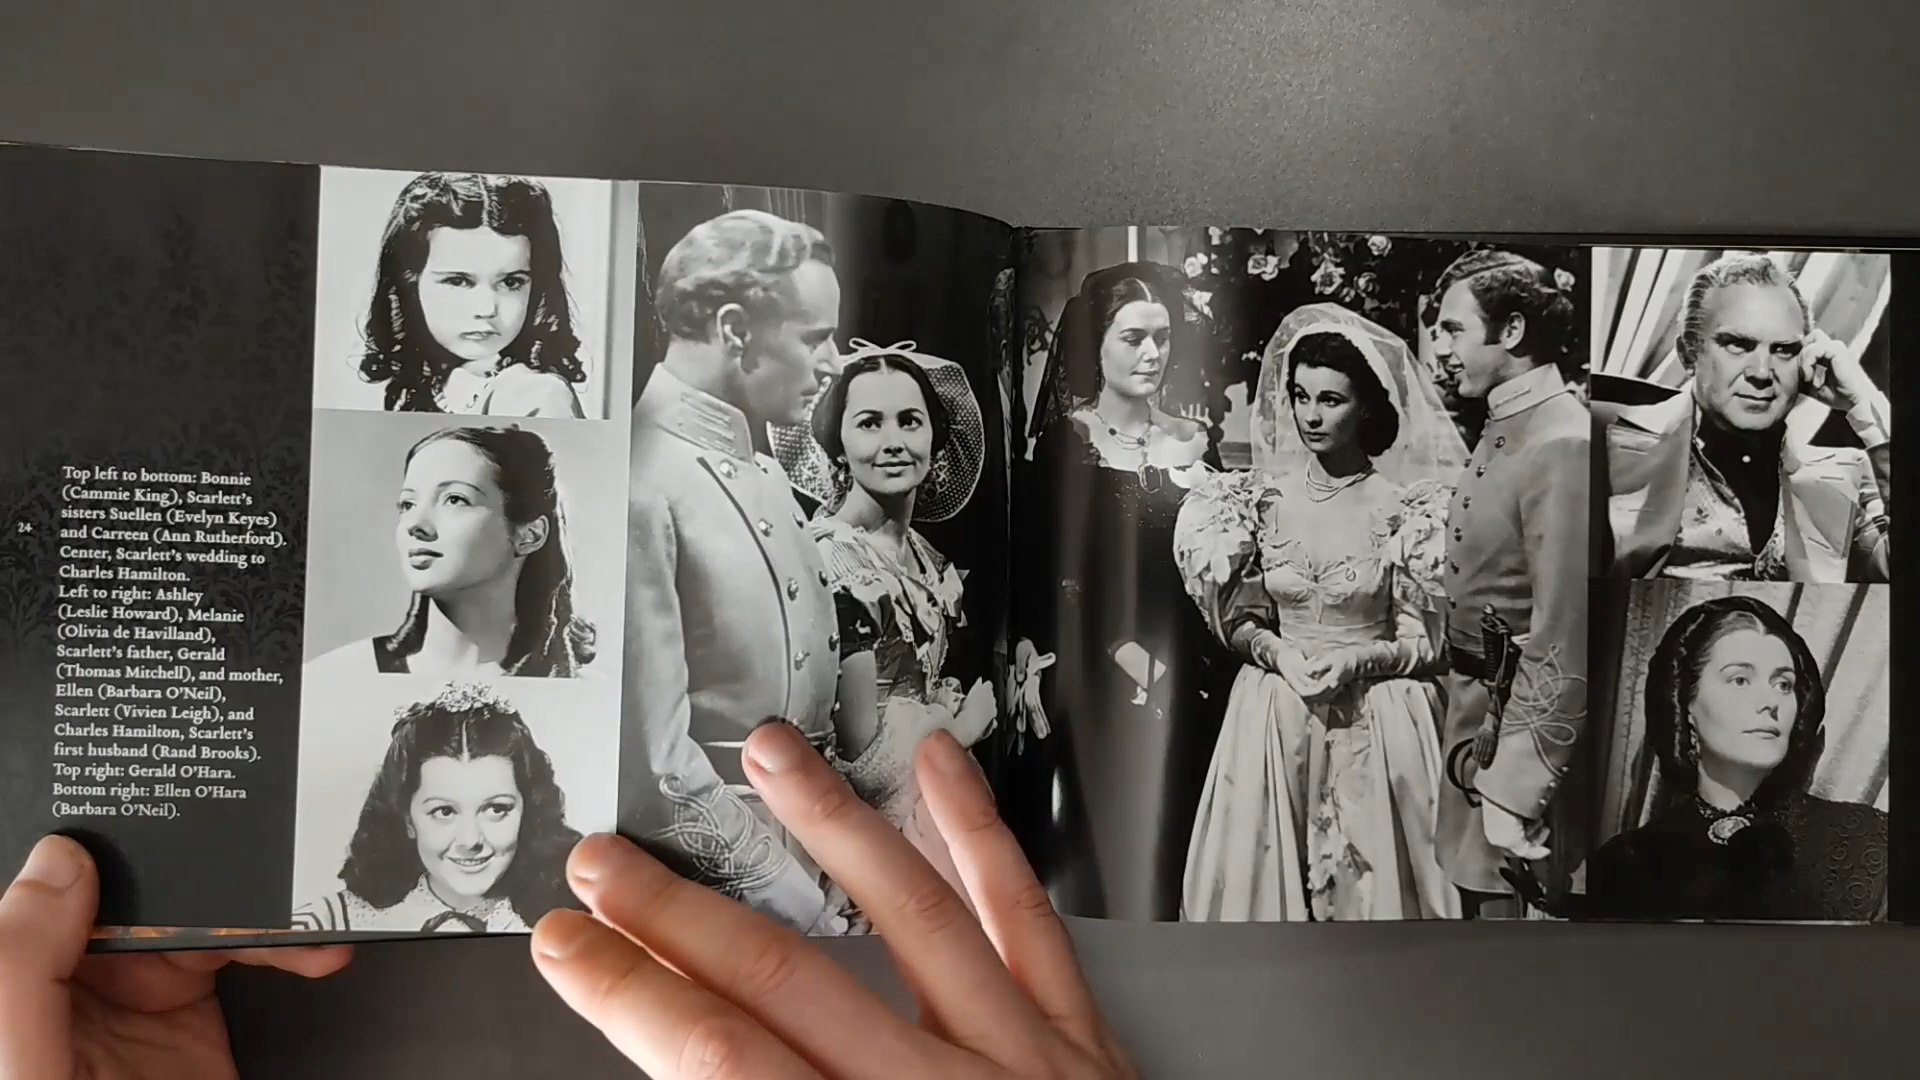 Top left to bottom: Bonnie
(Cammie King), Scarlett's
sisters Suellen (Evelyn Keyes)
and Carreen (Ann Rutherford).
Center, Scarlett's wedding to
Charles Hamilton.
Left to right: Ashley
(Leslie Howard), Melanie
(Olivia de Havilland),
Scarlett's father, Gerald
(Thomas Mitchell), and mother,
Ellen (Barbara O'Neil),
Scarlett (Vivien Leigh), and
Charles Hamilton, Scarlett's
first husband (Rand Brooks).
Top right: Gerald O'Hara.
Bottom right: Ellen O'Hara
(Barbara O'Neil).
24